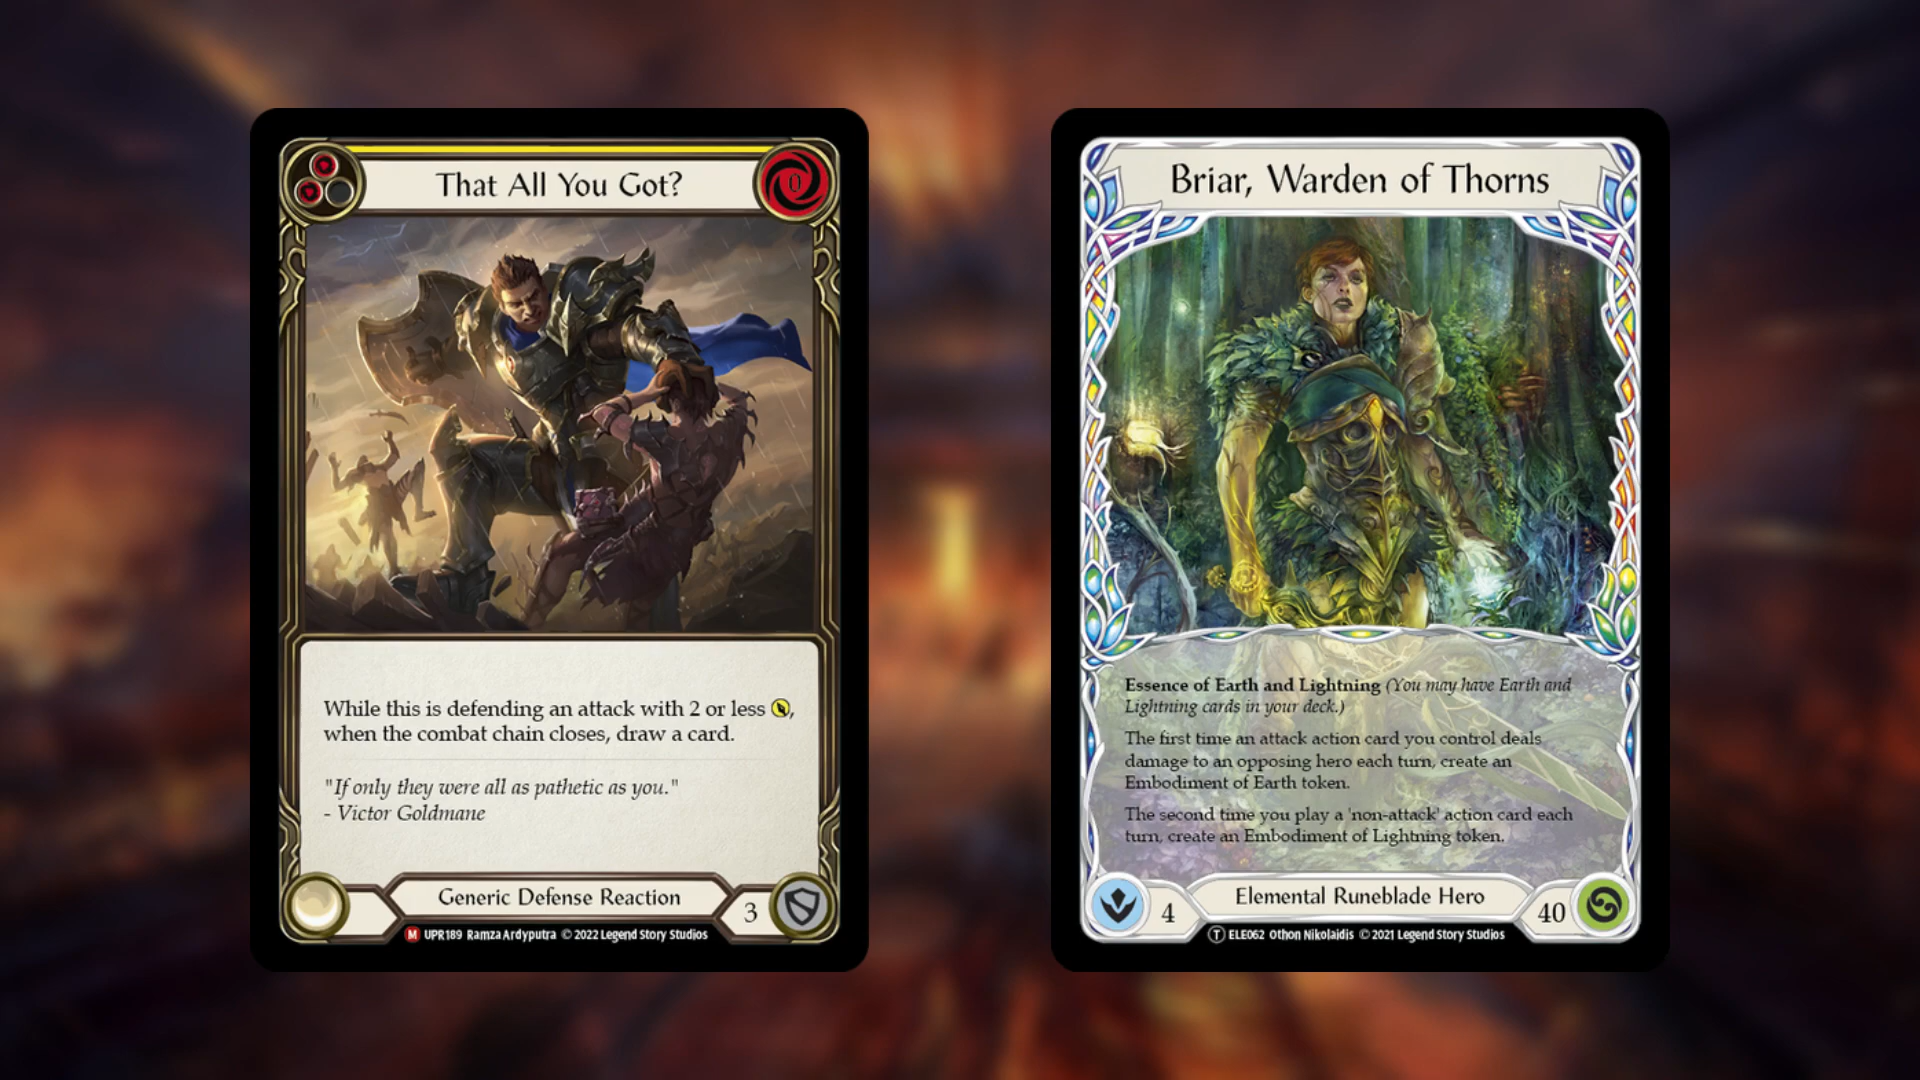 That All You Got?
0
While this is defending an attack with 2 or less ,
when the combat chain closes, draw a card.
"If only they were all as pathetic as you."
- Victor Goldmane
Generic Defense Reaction
3
M UPR189 Ramza Ardyputra © 2022 Legend Story Studios
Briar, Warden of Thorns
Essence of Earth and Lightning (You may have Earth and
Lightning cards in your deck.)
The first time an attack action card you control deals
damage to an opposing hero each turn, create an
Embodiment of Earth token.
The second time you play a 'non-attack' action card each
turn, create an Embodiment of Lightning token.
4
Elemental Runeblade Hero
40
T ELE062 Othon Nikolaidis © 2021 Legend Story Studios